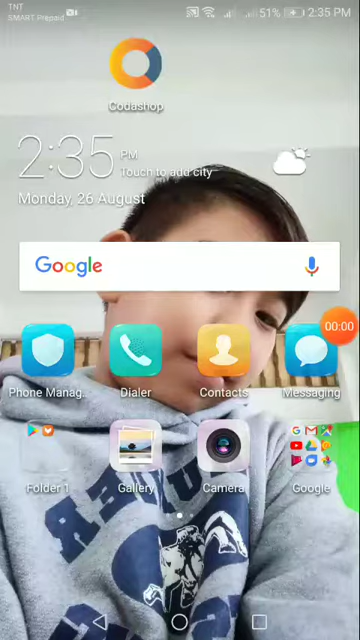 TNT
SMART Prepaid
51%
2:35 PM
Codashop
2:35 PM
Touch to add city
Monday, 26 August
Google
00:00
Phone Manag..
Dialer
Contacts
Messaging
Folder 1
Gallery
Camera
Google